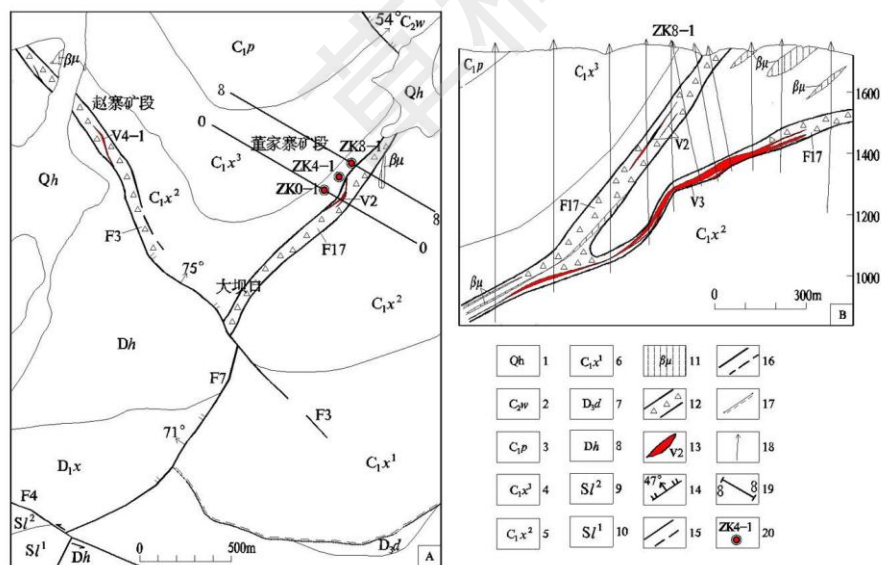 54°
C₂w
C₁p
βμ
8
Qh
赵寨矿段
0
董家寨矿段
ZK8-1
V4-1
C₁x³
ZK4-1
βμ
ZK0-1
Qh
C₁x²
V2
8
F3
F17
0
75°
大坝口
C₁x²
Dh
F7
F3
71°
D₁x
C₁x¹
F4
Sl²
Sl¹
Dh
0
500m
D₃d
A
ZK8-1
B
C₁p
C₁x³
βμ
1600
βμ
V2
1400
F17
F17
V3
1200
C₁x²
βμ
1000
0
300m
Qh 1
C₁x¹ 6
βμ 11
16
C₂w 2
D₃d 7
12
17
C₁p 3
Dh 8
V2 13
18
C₁x³ 4
Sl² 9
47° 14
8 8 19
C₁x² 5
Sl¹ 10
15
ZK4-1 20